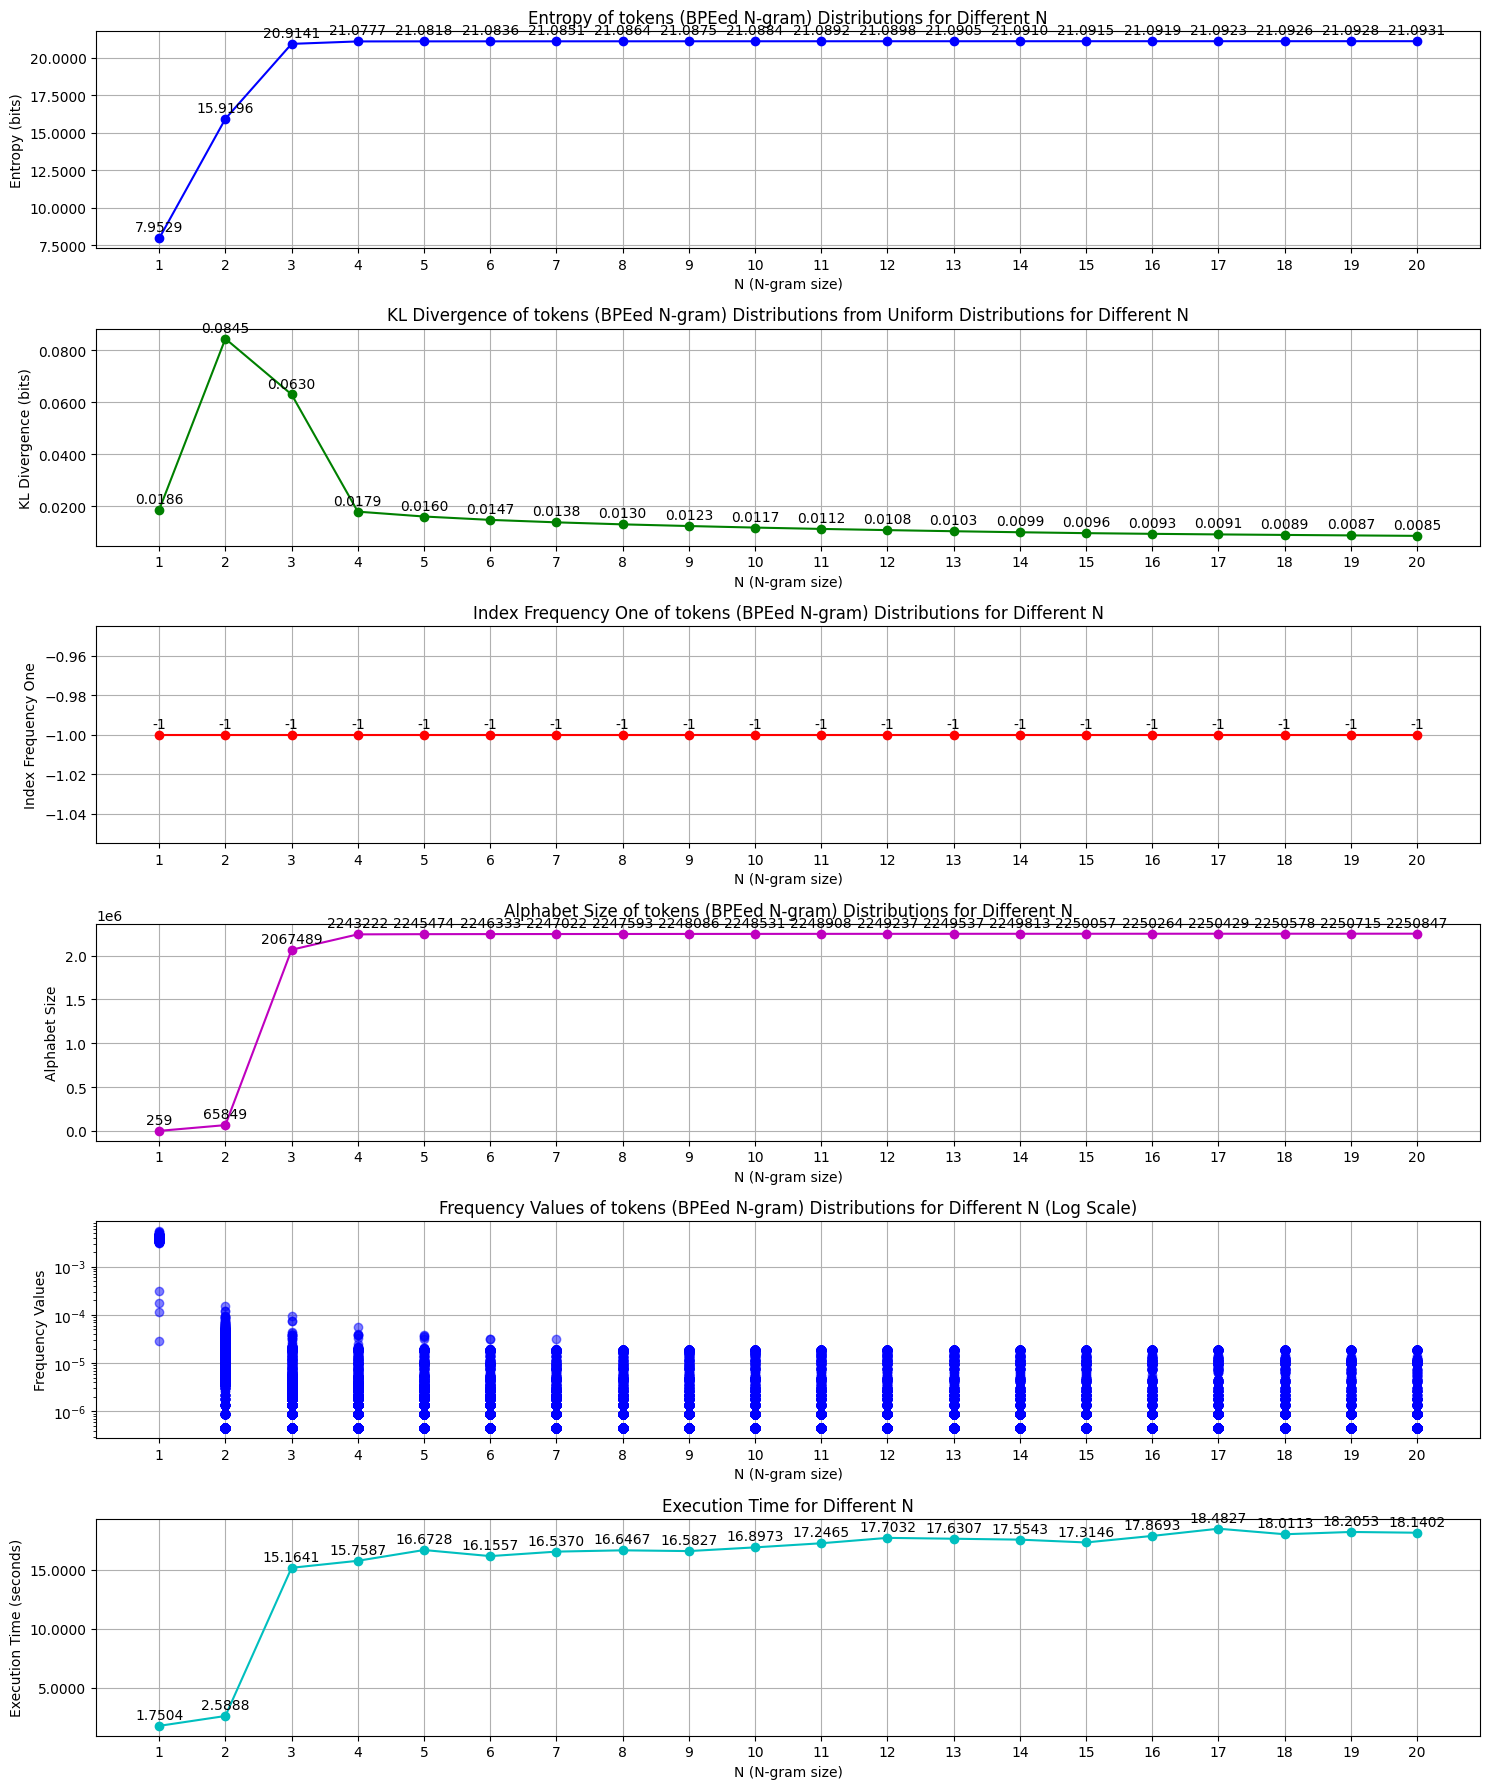 Entropy of tokens (BPEed N-gram) Distributions for Different N
20.9141 21.0777 21.0818 21.0836 21.0851 21.0864 21.0875 21.0884 21.0892 21.0898 21.0905 21.0910 21.0915 21.0919 21.0923 21.0926 21.0928 21.0931
20.0000
17.5000
15.9196
15.0000
12.5000
10.0000
7.9529
7.5000
Entropy (bits)
1 2 3 4 5 6 7 8 9 10 11 12 13 14 15 16 17 18 19 20
N (N-gram size)
KL Divergence of tokens (BPEed N-gram) Distributions from Uniform Distributions for Different N
0.0845
0.0800
0.0630
0.0600
0.0400
0.0200
0.0186 0.0179 0.0160 0.0147 0.0138 0.0130 0.0123 0.0117 0.0112 0.0108 0.0103 0.0099 0.0096 0.0093 0.0091 0.0089 0.0087 0.0085
KL Divergence (bits)
1 2 3 4 5 6 7 8 9 10 11 12 13 14 15 16 17 18 19 20
N (N-gram size)
Index Frequency One of tokens (BPEed N-gram) Distributions for Different N
−0.96
−0.98
-1 -1 -1 -1 -1 -1 -1 -1 -1 -1 -1 -1 -1 -1 -1 -1 -1 -1 -1 -1
−1.00
−1.02
−1.04
Index Frequency One
1 2 3 4 5 6 7 8 9 10 11 12 13 14 15 16 17 18 19 20
N (N-gram size)
Alphabet Size of tokens (BPEed N-gram) Distributions for Different N
1e6
2067489 2243222 2245474 2246333 2247022 2247593 2248086 2248531 2248908 2249237 2249537 2249813 2250057 2250264 2250429 2250578 2250715 2250847
2.0
1.5
1.0
0.5
259 65849
0.0
Alphabet Size
1 2 3 4 5 6 7 8 9 10 11 12 13 14 15 16 17 18 19 20
N (N-gram size)
Frequency Values of tokens (BPEed N-gram) Distributions for Different N (Log Scale)
10⁻³
10⁻⁴
10⁻⁵
10⁻⁶
Frequency Values
1 2 3 4 5 6 7 8 9 10 11 12 13 14 15 16 17 18 19 20
N (N-gram size)
Execution Time for Different N
15.1641 15.7587 16.6728 16.1557 16.5370 16.6467 16.5827 16.8973 17.2465 17.7032 17.6307 17.5543 17.3146 17.8693 18.4827 18.0113 18.2053 18.1402
15.0000
10.0000
5.0000
1.7504 2.5888
Execution Time (seconds)
1 2 3 4 5 6 7 8 9 10 11 12 13 14 15 16 17 18 19 20
N (N-gram size)